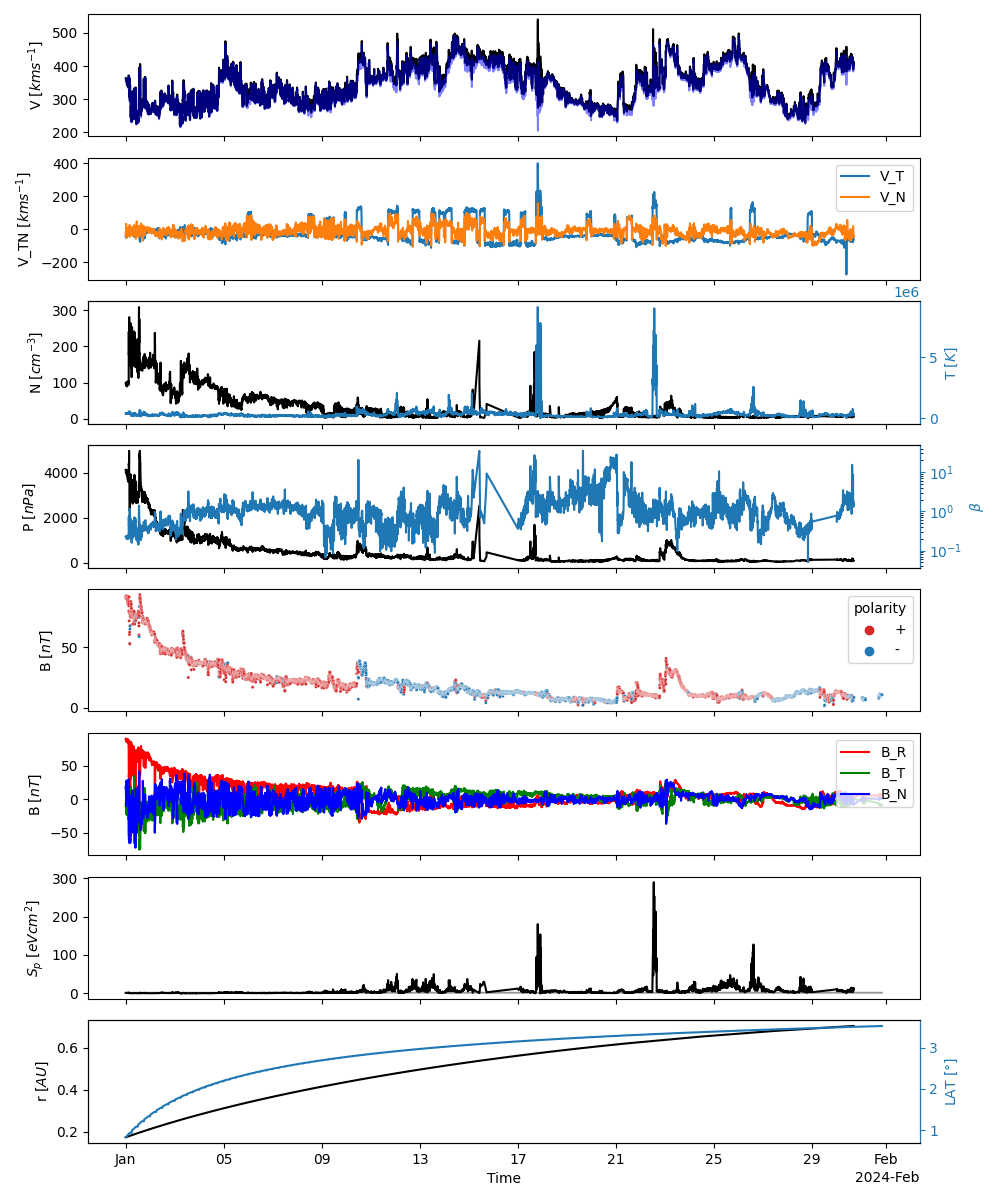 500
400
300
200
V [kms⁻¹]
400
200
0
−200
V_TN [kms⁻¹]
V_T
V_N
1e6
300
200
100
0
N [cm⁻³]
5
0
T [K]
4000
2000
0
P [nPa]
10¹
10⁰
10⁻¹
β
50
0
B [nT]
polarity
+
-
50
0
−50
B [nT]
B_R
B_T
B_N
300
200
100
0
S_p [eVcm²]
0.6
0.4
0.2
r [AU]
3
2
1
LAT [°]
Jan 05 09 13 17 21 25 29 Feb
Time
2024-Feb